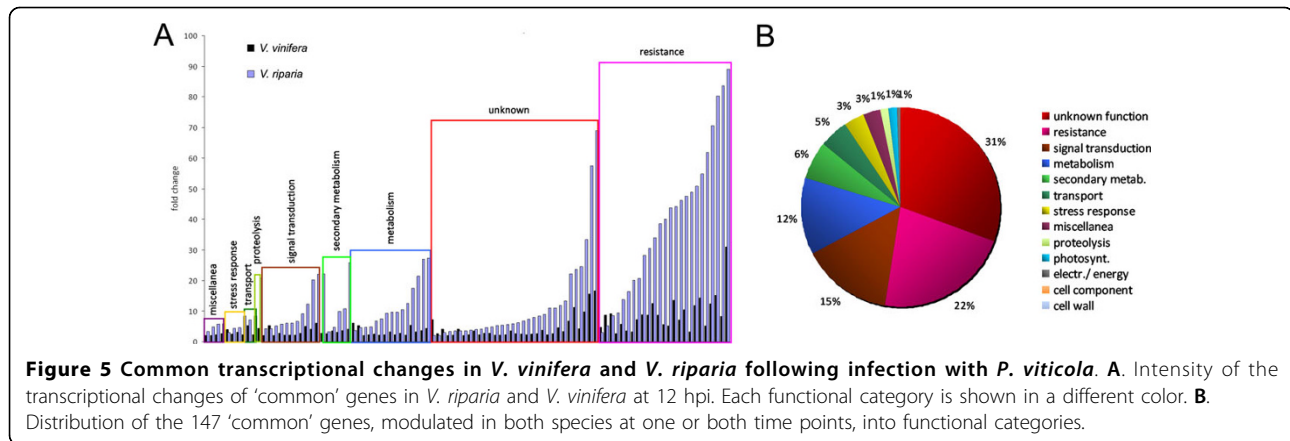 A
V. vinifera
V. riparia
100
90
80
70
60
50
40
30
20
10
0
fold change
miscellanea
stress response
transport
proteolysis
signal transduction
secondary metabolism
metabolism
unknown
resistance
B
31%
22%
15%
12%
6%
5%
3%
3%
1%
1%
1%
unknown function
resistance
signal transduction
metabolism
secondary metab.
transport
stress response
miscellanea
proteolysis
photosynt.
electr./ energy
cell component
cell wall
Figure 5 Common transcriptional changes in V. vinifera and V. riparia following infection with P. viticola. A. Intensity of the
transcriptional changes of ‘common’ genes in V. riparia and V. vinifera at 12 hpi. Each functional category is shown in a different color. B.
Distribution of the 147 ‘common’ genes, modulated in both species at one or both time points, into functional categories.